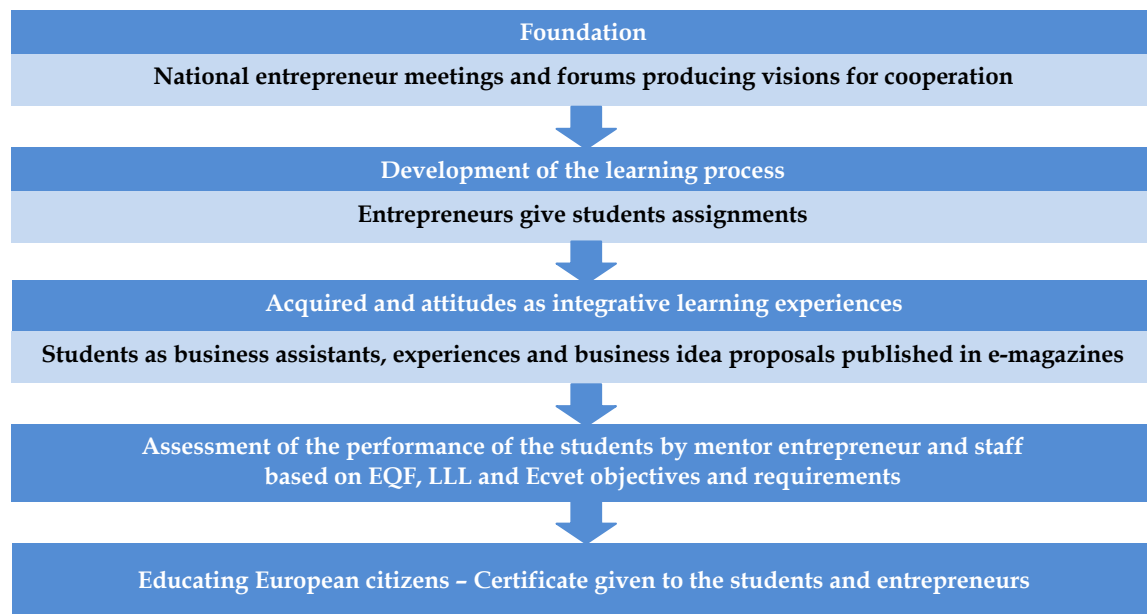 Foundation
National entrepreneur meetings and forums producing visions for cooperation
Development of the learning process
Entrepreneurs give students assignments
Acquired and attitudes as integrative learning experiences
Students as business assistants, experiences and business idea proposals published in e-magazines
Assessment of the performance of the students by mentor entrepreneur and staff
based on EQF, LLL and Ecvet objectives and requirements
Educating European citizens – Certificate given to the students and entrepreneurs